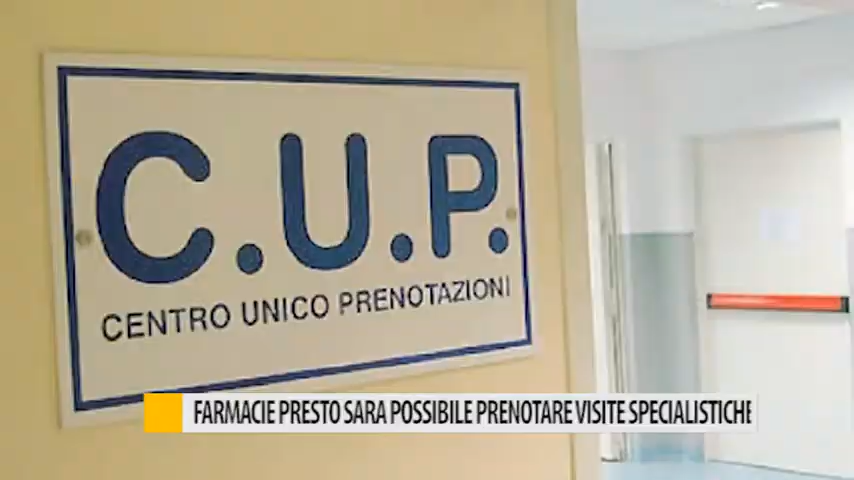 C.U.P.
CENTRO UNICO PRENOTAZIONI
FARMACIE PRESTO SARA POSSIBILE PRENOTARE VISITE SPECIALISTICHE